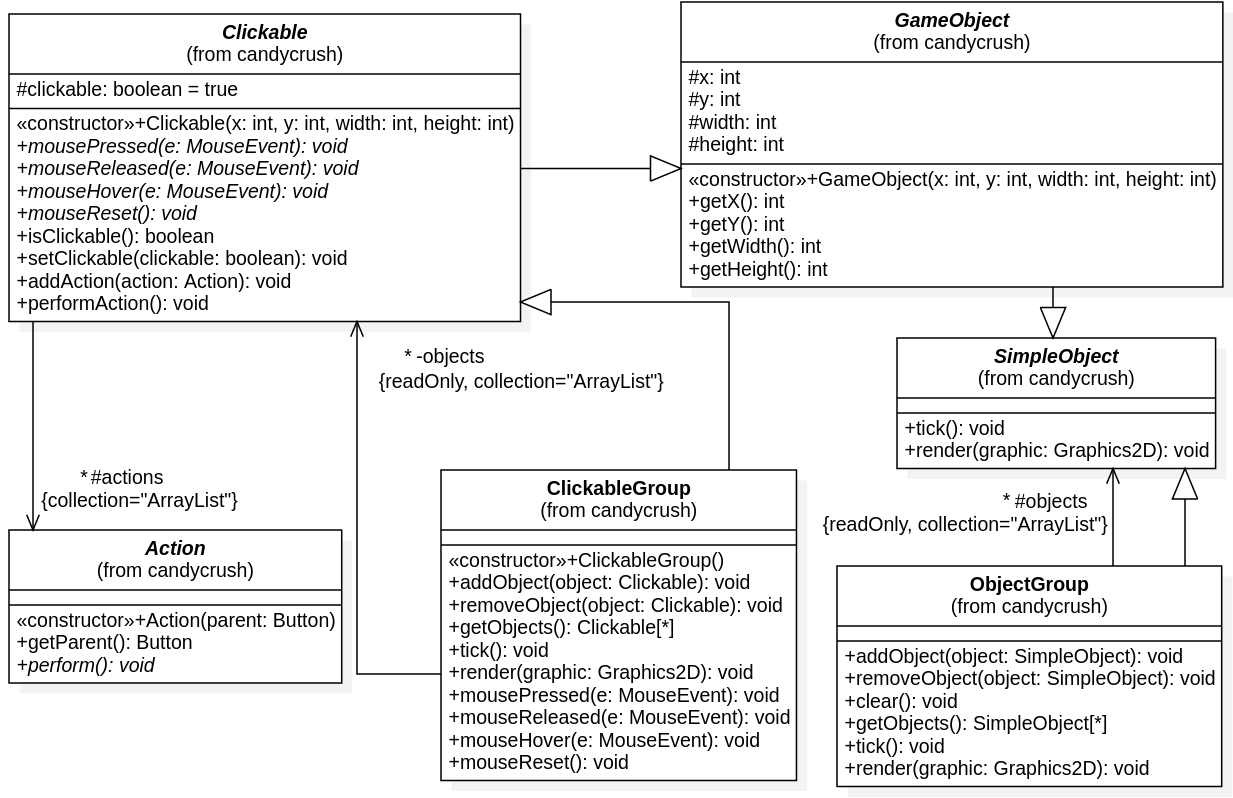 Clickable
(from candycrush)
#clickable: boolean = true
«constructor»+Clickable(x: int, y: int, width: int, height: int)
+mousePressed(e: MouseEvent): void
+mouseReleased(e: MouseEvent): void
+mouseHover(e: MouseEvent): void
+mouseReset(): void
+isClickable(): boolean
+setClickable(clickable: boolean): void
+addAction(action: Action): void
+performAction(): void
GameObject
(from candycrush)
#x: int
#y: int
#width: int
#height: int
«constructor»+GameObject(x: int, y: int, width: int, height: int)
+getX(): int
+getY(): int
+getWidth(): int
+getHeight(): int
* -objects
{readOnly, collection="ArrayList"}
SimpleObject
(from candycrush)
+tick(): void
+render(graphic: Graphics2D): void
* #actions
{collection="ArrayList"}
Action
(from candycrush)
«constructor»+Action(parent: Button)
+getParent(): Button
+perform(): void
ClickableGroup
(from candycrush)
«constructor»+ClickableGroup()
+addObject(object: Clickable): void
+removeObject(object: Clickable): void
+getObjects(): Clickable[*]
+tick(): void
+render(graphic: Graphics2D): void
+mousePressed(e: MouseEvent): void
+mouseReleased(e: MouseEvent): void
+mouseHover(e: MouseEvent): void
+mouseReset(): void
* #objects
{readOnly, collection="ArrayList"}
ObjectGroup
(from candycrush)
+addObject(object: SimpleObject): void
+removeObject(object: SimpleObject): void
+clear(): void
+getObjects(): SimpleObject[*]
+tick(): void
+render(graphic: Graphics2D): void